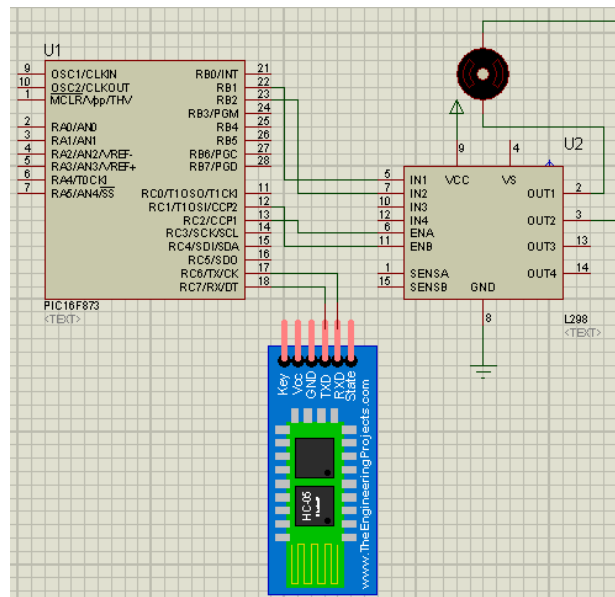 U1
9 OSC1/CLKIN
10 OSC2/CLKOUT
1 MCLR/Vpp/THV
2 RA0/AN0
3 RA1/AN1
4 RA2/AN2/VREF-
5 RA3/AN3/VREF+
6 RA4/T0CKI
7 RA5/AN4/SS
RB0/INT 21
RB1 22
RB2 23
RB3/PGM 24
RB4 25
RB5 26
RB6/PGC 27
RB7/PGD 28
RC0/T1OSO/T1CKI 11
RC1/T1OSI/CCP2 12
RC2/CCP1 13
RC3/SCK/SCL 14
RC4/SDI/SDA 15
RC5/SDO 16
RC6/TX/CK 17
RC7/RX/DT 18
PIC16F873
<TEXT>
U2
9 VCC
4 VS
5 IN1
7 IN2
10 IN3
12 IN4
6 ENA
11 ENB
1 SENSA
15 SENSB
OUT1 2
OUT2 3
OUT3 13
OUT4 14
GND
8
L298
<TEXT>
Key
Vcc
GND
TXD
RXD
State
HC-05
www.TheEngineeringProjects.com